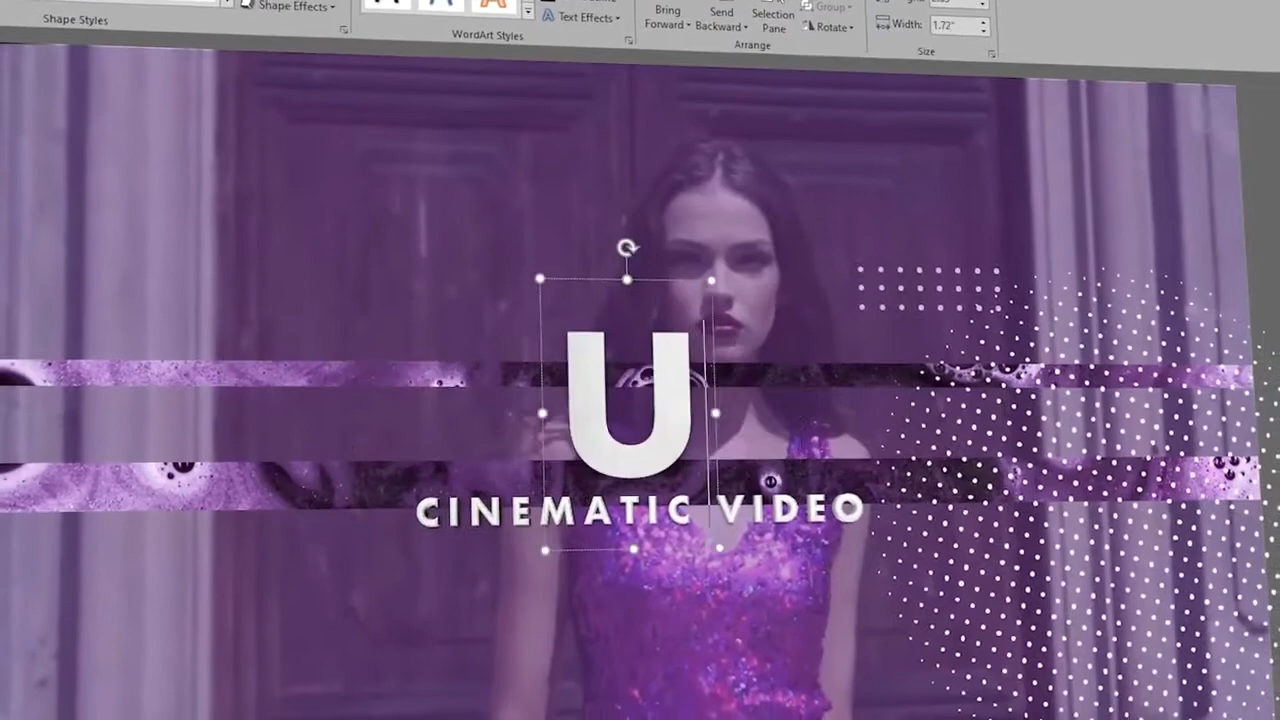 Shape Effects
Text Effects
Bring
Forward
Send
Backward
Selection
Pane
Group
Rotate
Width:
1.72"
Shape Styles
WordArt Styles
Arrange
Size
U
CINEMATIC VIDEO